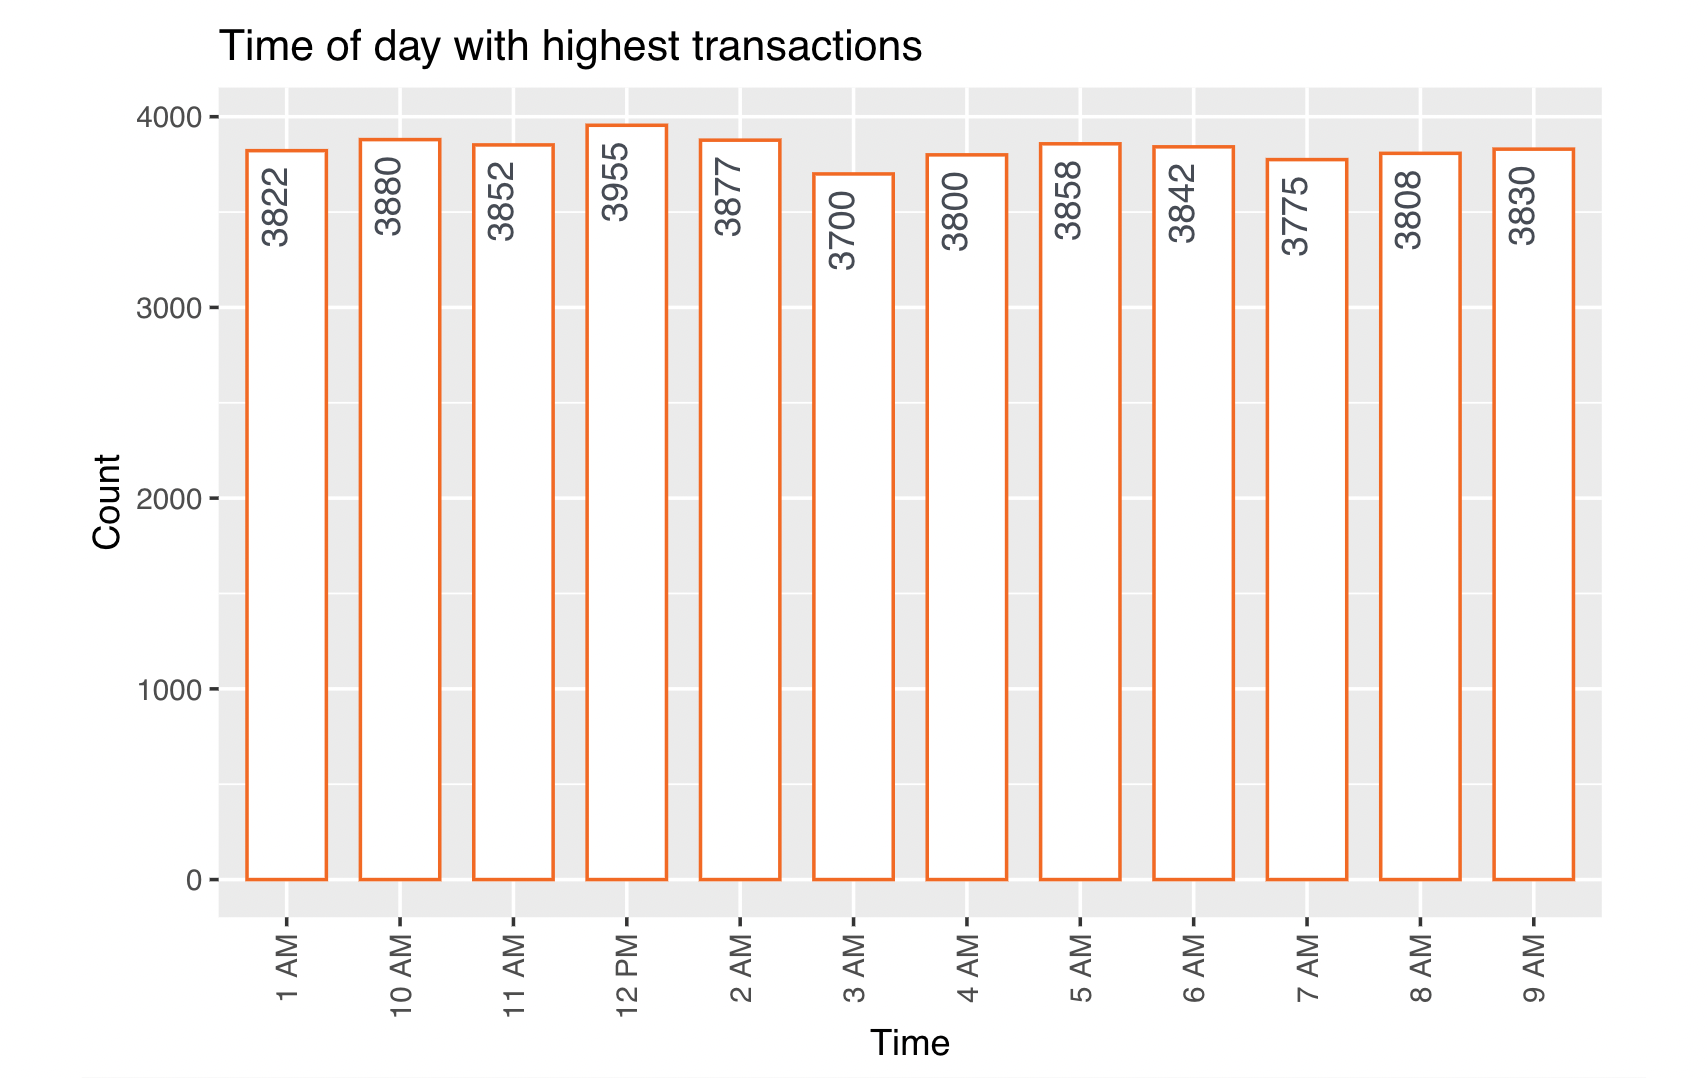 Time of day with highest transactions
4000
3000
2000
1000
0
Count
3822
3880
3852
3955
3877
3700
3800
3858
3842
3775
3808
3830
1 AM
10 AM
11 AM
12 PM
2 AM
3 AM
4 AM
5 AM
6 AM
7 AM
8 AM
9 AM
Time